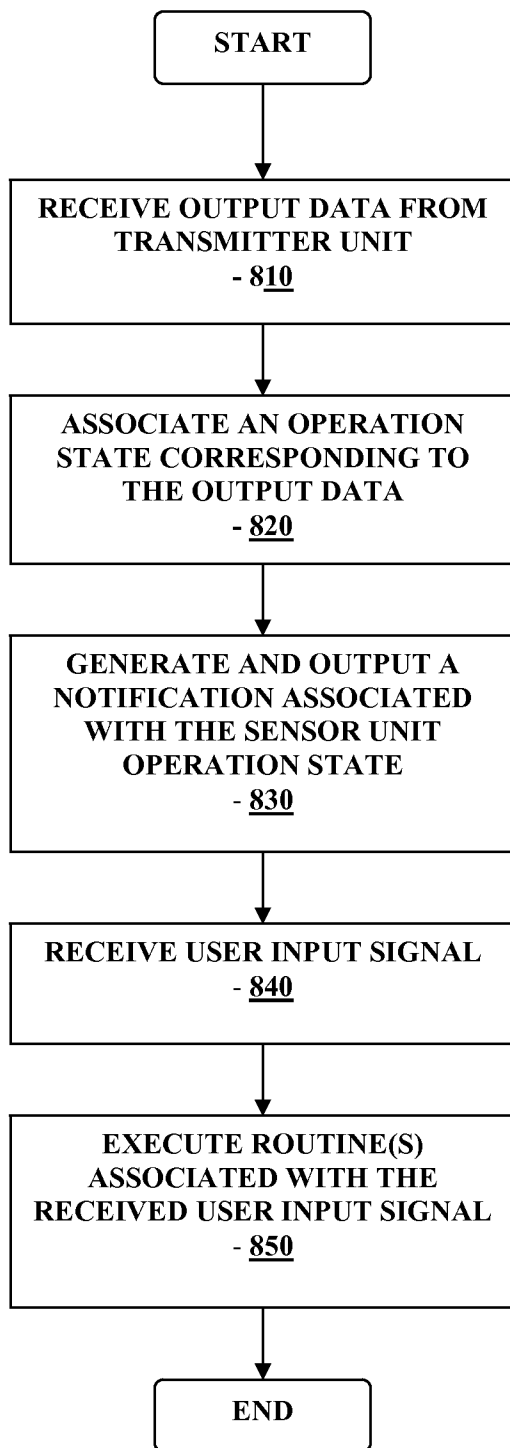 START
RECEIVE OUTPUT DATA FROM
TRANSMITTER UNIT
- 810
ASSOCIATE AN OPERATION
STATE CORRESPONDING TO
THE OUTPUT DATA
- 820
GENERATE AND OUTPUT A
NOTIFICATION ASSOCIATED
WITH THE SENSOR UNIT
OPERATION STATE
- 830
RECEIVE USER INPUT SIGNAL
- 840
EXECUTE ROUTINE(S)
ASSOCIATED WITH THE
RECEIVED USER INPUT SIGNAL
- 850
END